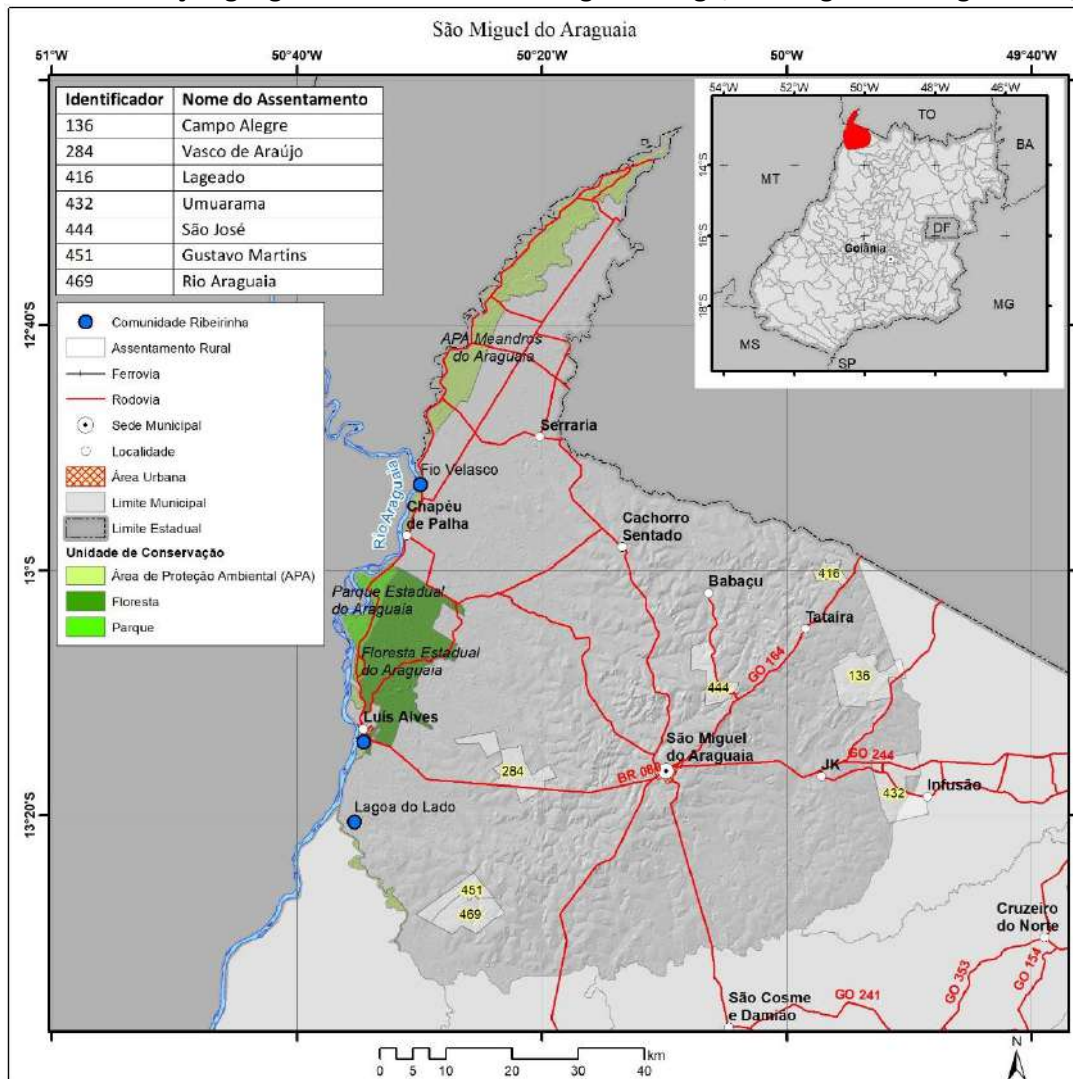 São Miguel do Araguaia
51°W
50°40'W
50°20'W
50°W
49°40'W
Identificador Nome do Assentamento
136 Campo Alegre
284 Vasco de Araújo
416 Lageado
432 Umuarama
444 São José
451 Gustavo Martins
469 Rio Araguaia
Comunidade Ribeirinha
Assentamento Rural
Ferrovia
Rodovia
Sede Municipal
Localidade
Área Urbana
Limite Municipal
Limite Estadual
Unidade de Conservação
Área de Proteção Ambiental (APA)
Floresta
Parque
54°W
52°W
50°W
48°W
46°W
14°S
16°S
18°S
TO
BA
MT
DF
Goiânia
MG
MS
SP
12°40'S
13°S
13°20'S
APA Meandros
do Araguaia
Serraria
Fio Velasco
Rio Araguaia
Chapéu
de Palha
Cachorro
Sentado
Babaçu
416
Tataíra
Parque Estadual
do Araguaia
Floresta Estadual
do Araguaia
GO 164
136
444
Luís Alves
São Miguel
do Araguaia
BR 080
GO 244
JK
284
432
Infusão
Lagoa do Lado
451
469
Cruzeiro
do Norte
GO 353
GO 154
São Cosme
e Damião
GO 241
N
km
0 5 10 20 30 40